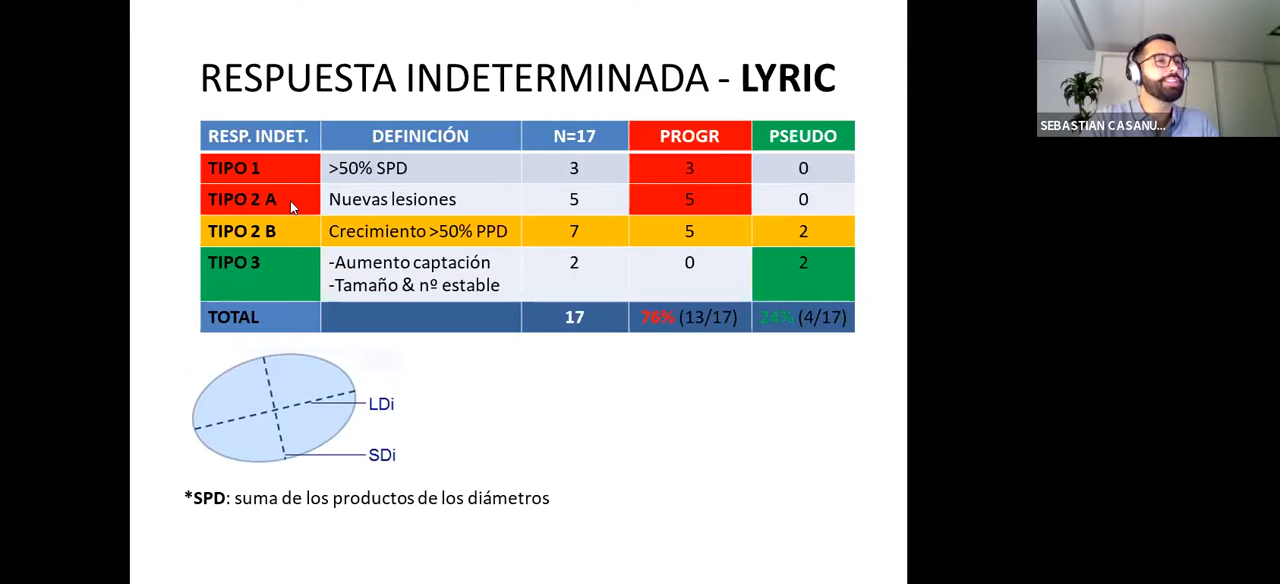 RESPUESTA INDETERMINADA - LYRIC
SEBASTIAN CASANU...
RESP. INDET. DEFINICIÓN N=17 PROGR PSEUDO
TIPO 1 >50% SPD 3 3 0
TIPO 2 A Nuevas lesiones 5 5 0
TIPO 2 B Crecimiento >50% PPD 7 5 2
TIPO 3 -Aumento captación 2 0 2
-Tamaño & nº estable
TOTAL 17 76% (13/17) 24% (4/17)
LDi
SDi
*SPD: suma de los productos de los diámetros